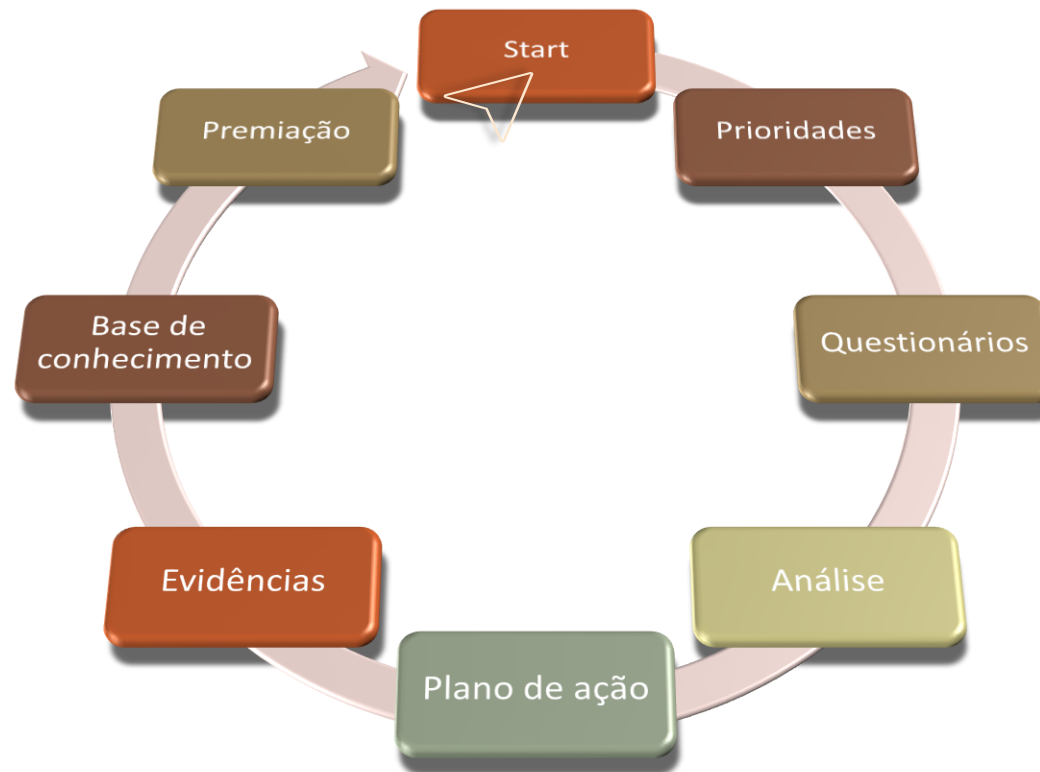 Start
Prioridades
Questionários
Análise
Plano de ação
Evidências
Base de
conhecimento
Premiação